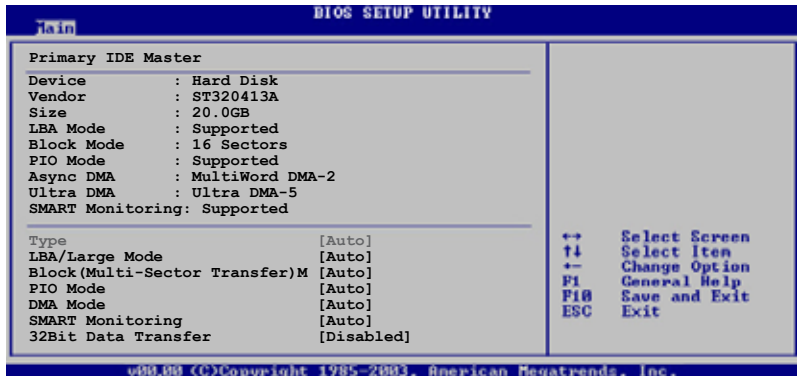 BIOS SETUP UTILITY
Main
Primary IDE Master
Device : Hard Disk
Vendor : ST320413A
Size : 20.0GB
LBA Mode : Supported
Block Mode : 16 Sectors
PIO Mode : Supported
Async DMA : MultiWord DMA-2
Ultra DMA : Ultra DMA-5
SMART Monitoring: Supported
Type [Auto]
LBA/Large Mode [Auto]
Block(Multi-Sector Transfer)M [Auto]
PIO Mode [Auto]
DMA Mode [Auto]
SMART Monitoring [Auto]
32Bit Data Transfer [Disabled]
↔ Select Screen
↑↓ Select Item
+- Change Option
F1 General Help
F10 Save and Exit
ESC Exit
v00.00 (C)Copyright 1985-2003, American Megatrends, Inc.